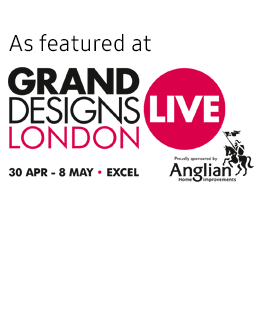 As featured at
GRAND
DESIGNS
LIVE
LONDON
30 APR - 8 MAY • EXCEL
Proudly sponsored by
Anglian
Home Improvements